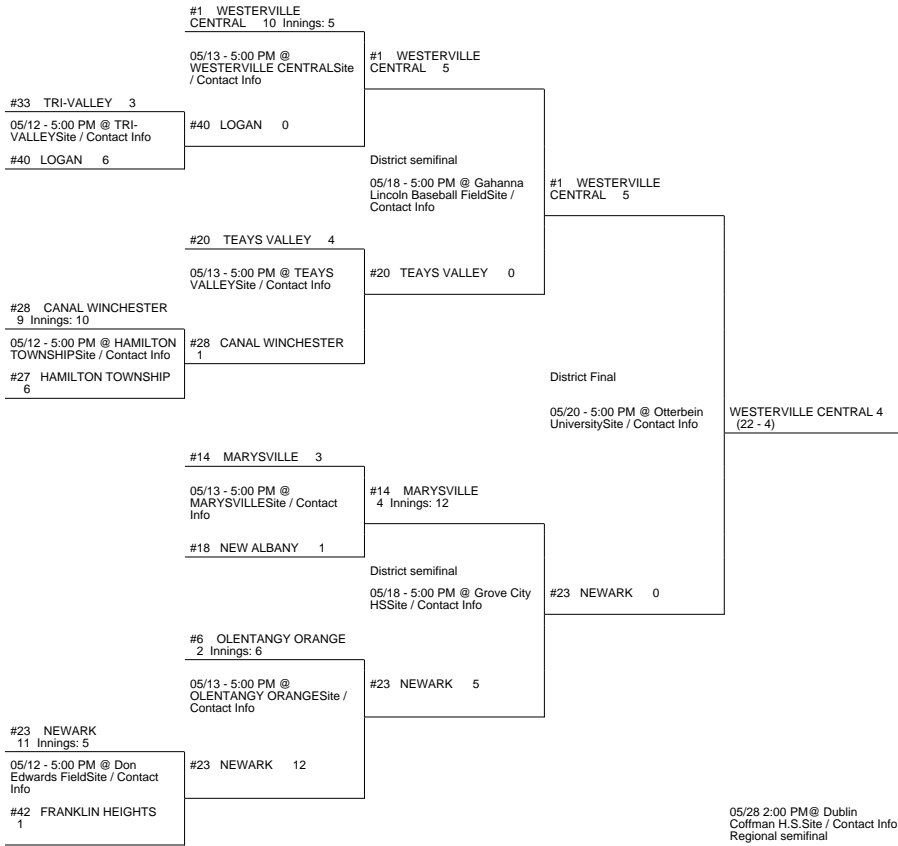 #1 WESTERVILLE
CENTRAL 10 Innings: 5
05/13 - 5:00 PM @
WESTERVILLE CENTRALSite
/ Contact Info
#1 WESTERVILLE
CENTRAL 5
#33 TRI-VALLEY 3
05/12 - 5:00 PM @ TRI-
VALLEYSite / Contact Info
#40 LOGAN 0
#40 LOGAN 6
District semifinal
05/18 - 5:00 PM @ Gahanna
Lincoln Baseball FieldSite /
Contact Info
#1 WESTERVILLE
CENTRAL 5
#20 TEAYS VALLEY 4
05/13 - 5:00 PM @ TEAYS
VALLEYSite / Contact Info
#20 TEAYS VALLEY 0
#28 CANAL WINCHESTER
9 Innings: 10
05/12 - 5:00 PM @ HAMILTON
TOWNSHIPSite / Contact Info
#28 CANAL WINCHESTER
1
#27 HAMILTON TOWNSHIP
6
District Final
05/20 - 5:00 PM @ Otterbein
UniversitySite / Contact Info
WESTERVILLE CENTRAL 4
(22 - 4)
#14 MARYSVILLE 3
05/13 - 5:00 PM @
MARYSVILLESite / Contact
Info
#14 MARYSVILLE
4 Innings: 12
#18 NEW ALBANY 1
District semifinal
05/18 - 5:00 PM @ Grove City
HSSite / Contact Info
#23 NEWARK 0
#6 OLENTANGY ORANGE
2 Innings: 6
05/13 - 5:00 PM @
OLENTANGY ORANGESite /
Contact Info
#23 NEWARK 5
#23 NEWARK
11 Innings: 5
05/12 - 5:00 PM @ Don
Edwards FieldSite / Contact
Info
#23 NEWARK 12
#42 FRANKLIN HEIGHTS
1
05/28 2:00 PM@ Dublin
Coffman H.S.Site / Contact Info
Regional semifinal